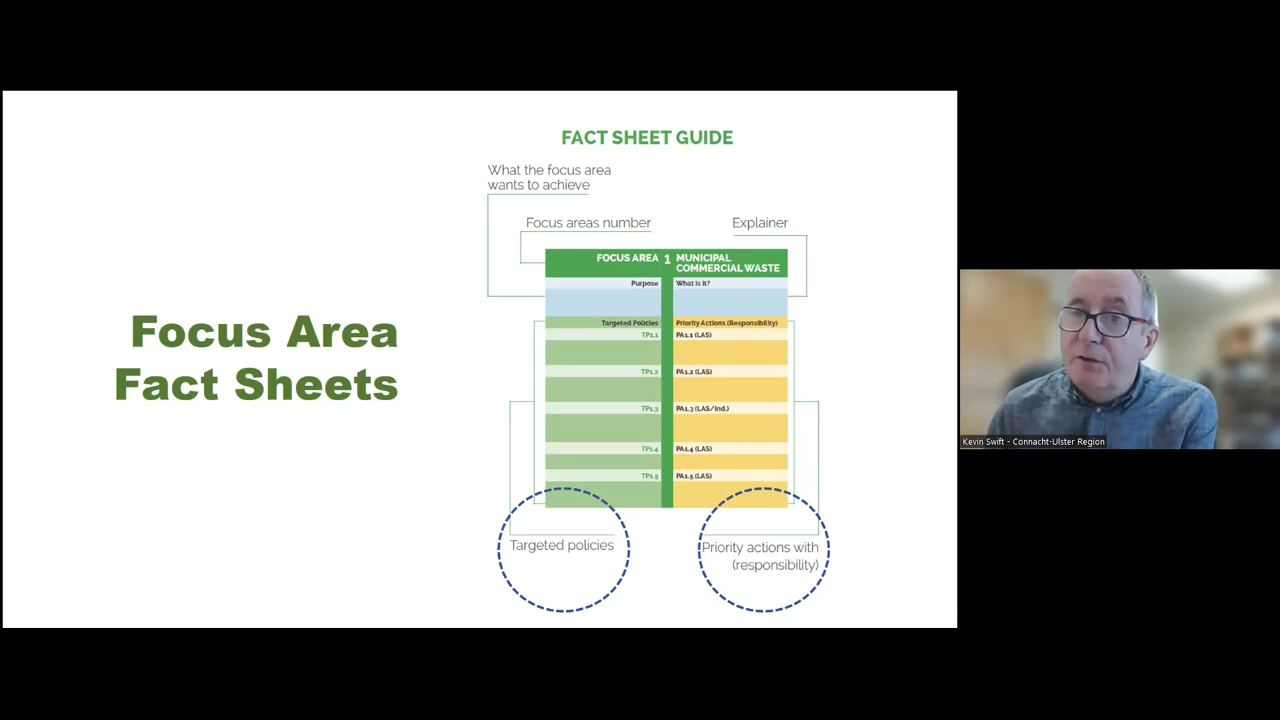 Focus Area
Fact Sheets
FACT SHEET GUIDE
What the focus area
wants to achieve
Focus areas number
Explainer
FOCUS AREA 1 MUNICIPAL
COMMERCIAL WASTE
Purpose What is it?
Targeted Policies Priority Actions (Responsibility)
TP1.1 PA1.1 (LAS)
TP1.2 PA1.2 (LAS)
TP1.3 PA1.3 (LAS/Ind.)
TP1.4 PA1.4 (LAS)
TP1.5 PA1.5 (LAS)
Targeted policies
Priority actions with
(responsibility)
Kevin Swift - Connacht-Ulster Region